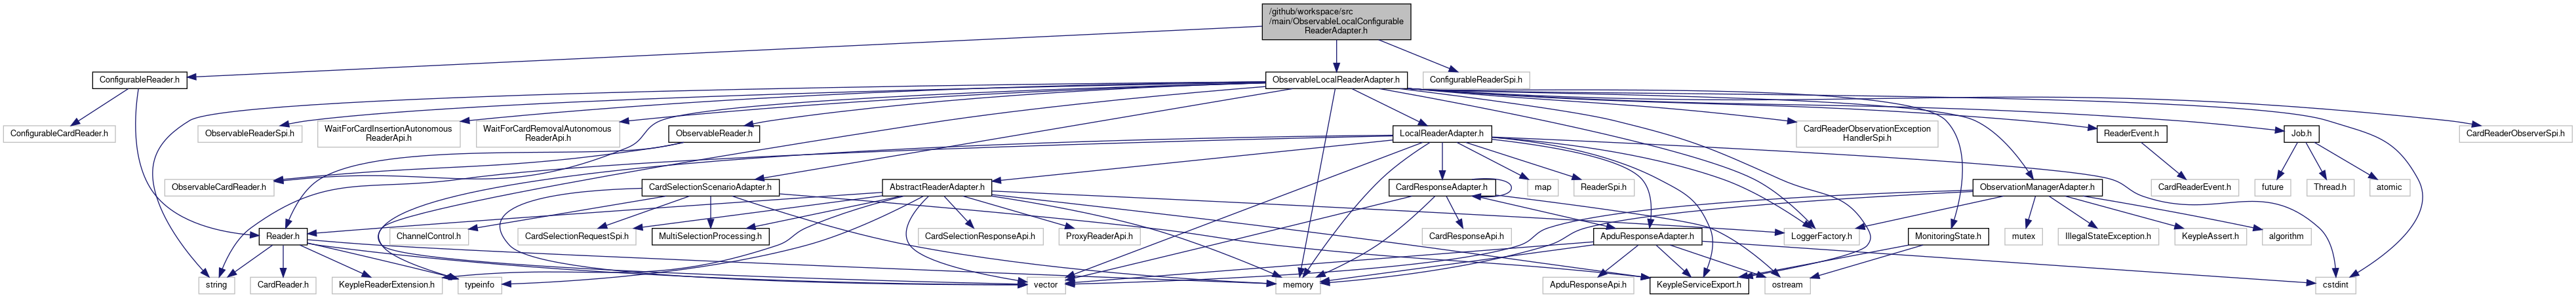 /github/workspace/src
/main/ObservableLocalConfigurable
ReaderAdapter.h
ConfigurableReader.h
ObservableLocalReaderAdapter.h
ConfigurableReaderSpi.h
ConfigurableCardReader.h
ObservableReaderSpi.h
WaitForCardInsertionAutonomous
ReaderApi.h
WaitForCardRemovalAutonomous
ReaderApi.h
ObservableReader.h
LocalReaderAdapter.h
CardReaderObservationException
HandlerSpi.h
ReaderEvent.h
Job.h
CardReaderObserverSpi.h
ObservableCardReader.h
CardSelectionScenarioAdapter.h
AbstractReaderAdapter.h
CardResponseAdapter.h
map
ReaderSpi.h
ObservationManagerAdapter.h
CardReaderEvent.h
future
Thread.h
atomic
Reader.h
ChannelControl.h
CardSelectionRequestSpi.h
MultiSelectionProcessing.h
CardSelectionResponseApi.h
ProxyReaderApi.h
CardResponseApi.h
ApduResponseAdapter.h
LoggerFactory.h
MonitoringState.h
mutex
IllegalStateException.h
KeypleAssert.h
algorithm
string
CardReader.h
KeypleReaderExtension.h
typeinfo
vector
memory
ApduResponseApi.h
KeypleServiceExport.h
ostream
cstdint